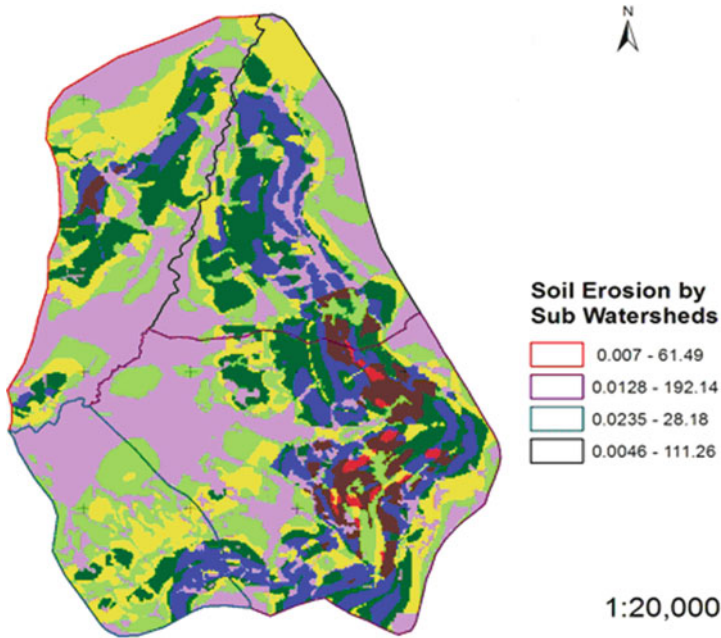 N
Soil Erosion by
Sub Watersheds
0.007 - 61.49
0.0128 - 192.14
0.0235 - 28.18
0.0046 - 111.26
1:20,000